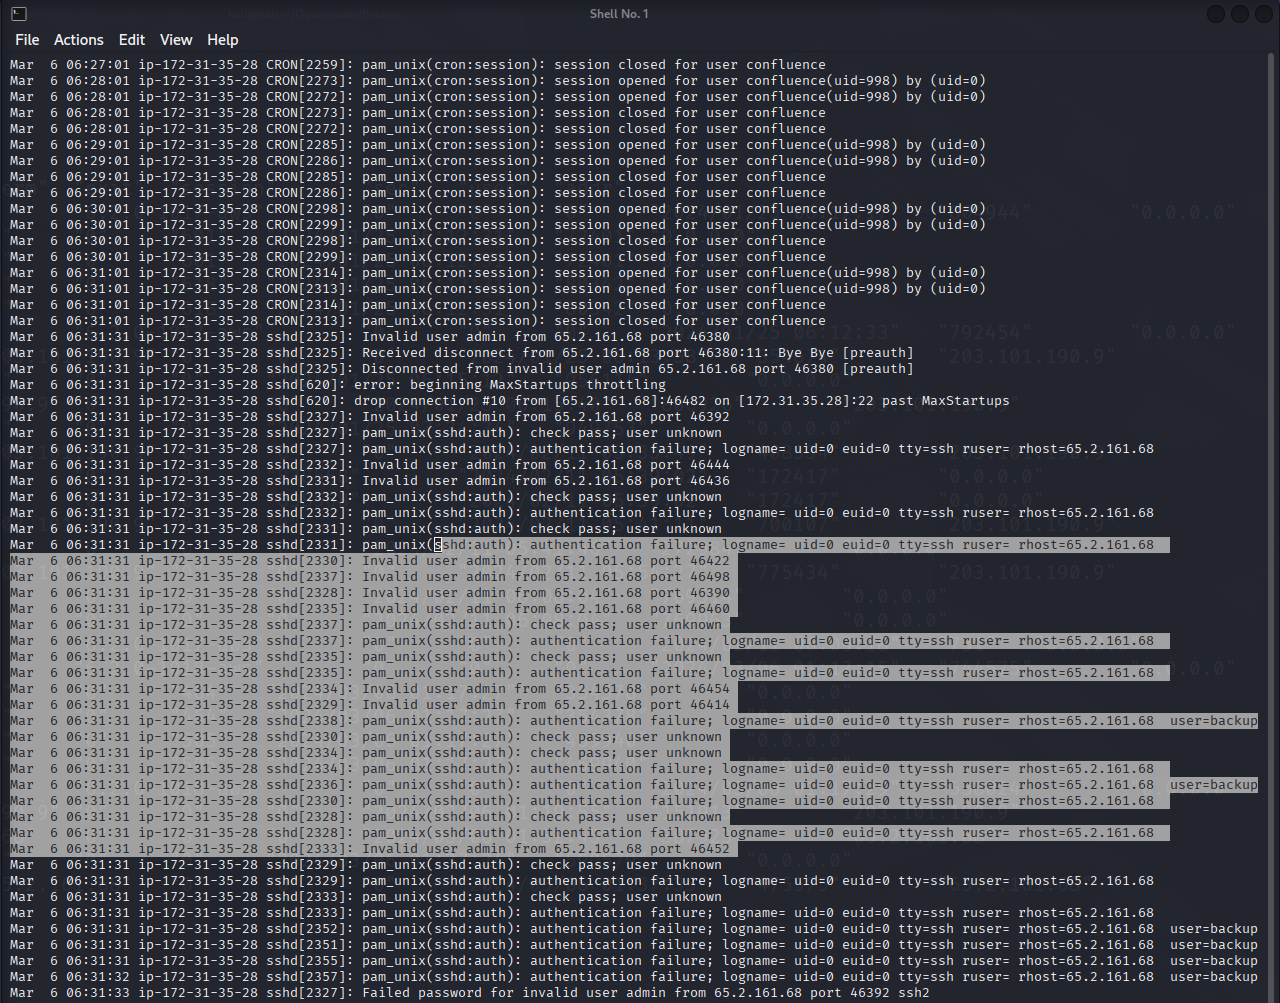 Shell No. 1
File Actions Edit View Help
Mar  6 06:27:01 ip-172-31-35-28 CRON[2259]: pam_unix(cron:session): session closed for user confluence
Mar  6 06:28:01 ip-172-31-35-28 CRON[2273]: pam_unix(cron:session): session opened for user confluence(uid=998) by (uid=0)
Mar  6 06:28:01 ip-172-31-35-28 CRON[2272]: pam_unix(cron:session): session opened for user confluence(uid=998) by (uid=0)
Mar  6 06:28:01 ip-172-31-35-28 CRON[2273]: pam_unix(cron:session): session closed for user confluence
Mar  6 06:28:01 ip-172-31-35-28 CRON[2272]: pam_unix(cron:session): session closed for user confluence
Mar  6 06:29:01 ip-172-31-35-28 CRON[2285]: pam_unix(cron:session): session opened for user confluence(uid=998) by (uid=0)
Mar  6 06:29:01 ip-172-31-35-28 CRON[2286]: pam_unix(cron:session): session opened for user confluence(uid=998) by (uid=0)
Mar  6 06:29:01 ip-172-31-35-28 CRON[2285]: pam_unix(cron:session): session closed for user confluence
Mar  6 06:29:01 ip-172-31-35-28 CRON[2286]: pam_unix(cron:session): session closed for user confluence
Mar  6 06:30:01 ip-172-31-35-28 CRON[2298]: pam_unix(cron:session): session opened for user confluence(uid=998) by (uid=0)
Mar  6 06:30:01 ip-172-31-35-28 CRON[2299]: pam_unix(cron:session): session opened for user confluence(uid=998) by (uid=0)
Mar  6 06:30:01 ip-172-31-35-28 CRON[2298]: pam_unix(cron:session): session closed for user confluence
Mar  6 06:30:01 ip-172-31-35-28 CRON[2299]: pam_unix(cron:session): session closed for user confluence
Mar  6 06:31:01 ip-172-31-35-28 CRON[2314]: pam_unix(cron:session): session opened for user confluence(uid=998) by (uid=0)
Mar  6 06:31:01 ip-172-31-35-28 CRON[2313]: pam_unix(cron:session): session opened for user confluence(uid=998) by (uid=0)
Mar  6 06:31:01 ip-172-31-35-28 CRON[2314]: pam_unix(cron:session): session closed for user confluence
Mar  6 06:31:01 ip-172-31-35-28 CRON[2313]: pam_unix(cron:session): session closed for user confluence
Mar  6 06:31:31 ip-172-31-35-28 sshd[2325]: Invalid user admin from 65.2.161.68 port 46380
Mar  6 06:31:31 ip-172-31-35-28 sshd[2325]: Received disconnect from 65.2.161.68 port 46380:11: Bye Bye [preauth]
Mar  6 06:31:31 ip-172-31-35-28 sshd[2325]: Disconnected from invalid user admin 65.2.161.68 port 46380 [preauth]
Mar  6 06:31:31 ip-172-31-35-28 sshd[620]: error: beginning MaxStartups throttling
Mar  6 06:31:31 ip-172-31-35-28 sshd[620]: drop connection #10 from [65.2.161.68]:46482 on [172.31.35.28]:22 past MaxStartups
Mar  6 06:31:31 ip-172-31-35-28 sshd[2327]: Invalid user admin from 65.2.161.68 port 46392
Mar  6 06:31:31 ip-172-31-35-28 sshd[2327]: pam_unix(sshd:auth): check pass; user unknown
Mar  6 06:31:31 ip-172-31-35-28 sshd[2327]: pam_unix(sshd:auth): authentication failure; logname= uid=0 euid=0 tty=ssh ruser= rhost=65.2.161.68
Mar  6 06:31:31 ip-172-31-35-28 sshd[2332]: Invalid user admin from 65.2.161.68 port 46444
Mar  6 06:31:31 ip-172-31-35-28 sshd[2331]: Invalid user admin from 65.2.161.68 port 46436
Mar  6 06:31:31 ip-172-31-35-28 sshd[2332]: pam_unix(sshd:auth): check pass; user unknown
Mar  6 06:31:31 ip-172-31-35-28 sshd[2332]: pam_unix(sshd:auth): authentication failure; logname= uid=0 euid=0 tty=ssh ruser= rhost=65.2.161.68
Mar  6 06:31:31 ip-172-31-35-28 sshd[2331]: pam_unix(sshd:auth): check pass; user unknown
Mar  6 06:31:31 ip-172-31-35-28 sshd[2331]: pam_unix(sshd:auth): authentication failure; logname= uid=0 euid=0 tty=ssh ruser= rhost=65.2.161.68
Mar  6 06:31:31 ip-172-31-35-28 sshd[2330]: Invalid user admin from 65.2.161.68 port 46422
Mar  6 06:31:31 ip-172-31-35-28 sshd[2337]: Invalid user admin from 65.2.161.68 port 46498
Mar  6 06:31:31 ip-172-31-35-28 sshd[2328]: Invalid user admin from 65.2.161.68 port 46390
Mar  6 06:31:31 ip-172-31-35-28 sshd[2335]: Invalid user admin from 65.2.161.68 port 46460
Mar  6 06:31:31 ip-172-31-35-28 sshd[2337]: pam_unix(sshd:auth): check pass; user unknown
Mar  6 06:31:31 ip-172-31-35-28 sshd[2337]: pam_unix(sshd:auth): authentication failure; logname= uid=0 euid=0 tty=ssh ruser= rhost=65.2.161.68
Mar  6 06:31:31 ip-172-31-35-28 sshd[2335]: pam_unix(sshd:auth): check pass; user unknown
Mar  6 06:31:31 ip-172-31-35-28 sshd[2335]: pam_unix(sshd:auth): authentication failure; logname= uid=0 euid=0 tty=ssh ruser= rhost=65.2.161.68
Mar  6 06:31:31 ip-172-31-35-28 sshd[2334]: Invalid user admin from 65.2.161.68 port 46454
Mar  6 06:31:31 ip-172-31-35-28 sshd[2329]: Invalid user admin from 65.2.161.68 port 46414
Mar  6 06:31:31 ip-172-31-35-28 sshd[2338]: pam_unix(sshd:auth): authentication failure; logname= uid=0 euid=0 tty=ssh ruser= rhost=65.2.161.68  user=backup
Mar  6 06:31:31 ip-172-31-35-28 sshd[2330]: pam_unix(sshd:auth): check pass; user unknown
Mar  6 06:31:31 ip-172-31-35-28 sshd[2334]: pam_unix(sshd:auth): check pass; user unknown
Mar  6 06:31:31 ip-172-31-35-28 sshd[2334]: pam_unix(sshd:auth): authentication failure; logname= uid=0 euid=0 tty=ssh ruser= rhost=65.2.161.68
Mar  6 06:31:31 ip-172-31-35-28 sshd[2336]: pam_unix(sshd:auth): authentication failure; logname= uid=0 euid=0 tty=ssh ruser= rhost=65.2.161.68  user=backup
Mar  6 06:31:31 ip-172-31-35-28 sshd[2330]: pam_unix(sshd:auth): authentication failure; logname= uid=0 euid=0 tty=ssh ruser= rhost=65.2.161.68
Mar  6 06:31:31 ip-172-31-35-28 sshd[2328]: pam_unix(sshd:auth): check pass; user unknown
Mar  6 06:31:31 ip-172-31-35-28 sshd[2328]: pam_unix(sshd:auth): authentication failure; logname= uid=0 euid=0 tty=ssh ruser= rhost=65.2.161.68
Mar  6 06:31:31 ip-172-31-35-28 sshd[2333]: Invalid user admin from 65.2.161.68 port 46452
Mar  6 06:31:31 ip-172-31-35-28 sshd[2329]: pam_unix(sshd:auth): check pass; user unknown
Mar  6 06:31:31 ip-172-31-35-28 sshd[2329]: pam_unix(sshd:auth): authentication failure; logname= uid=0 euid=0 tty=ssh ruser= rhost=65.2.161.68
Mar  6 06:31:31 ip-172-31-35-28 sshd[2333]: pam_unix(sshd:auth): check pass; user unknown
Mar  6 06:31:31 ip-172-31-35-28 sshd[2333]: pam_unix(sshd:auth): authentication failure; logname= uid=0 euid=0 tty=ssh ruser= rhost=65.2.161.68
Mar  6 06:31:31 ip-172-31-35-28 sshd[2352]: pam_unix(sshd:auth): authentication failure; logname= uid=0 euid=0 tty=ssh ruser= rhost=65.2.161.68  user=backup
Mar  6 06:31:31 ip-172-31-35-28 sshd[2351]: pam_unix(sshd:auth): authentication failure; logname= uid=0 euid=0 tty=ssh ruser= rhost=65.2.161.68  user=backup
Mar  6 06:31:31 ip-172-31-35-28 sshd[2355]: pam_unix(sshd:auth): authentication failure; logname= uid=0 euid=0 tty=ssh ruser= rhost=65.2.161.68  user=backup
Mar  6 06:31:32 ip-172-31-35-28 sshd[2357]: pam_unix(sshd:auth): authentication failure; logname= uid=0 euid=0 tty=ssh ruser= rhost=65.2.161.68  user=backup
Mar  6 06:31:33 ip-172-31-35-28 sshd[2327]: Failed password for invalid user admin from 65.2.161.68 port 46392 ssh2